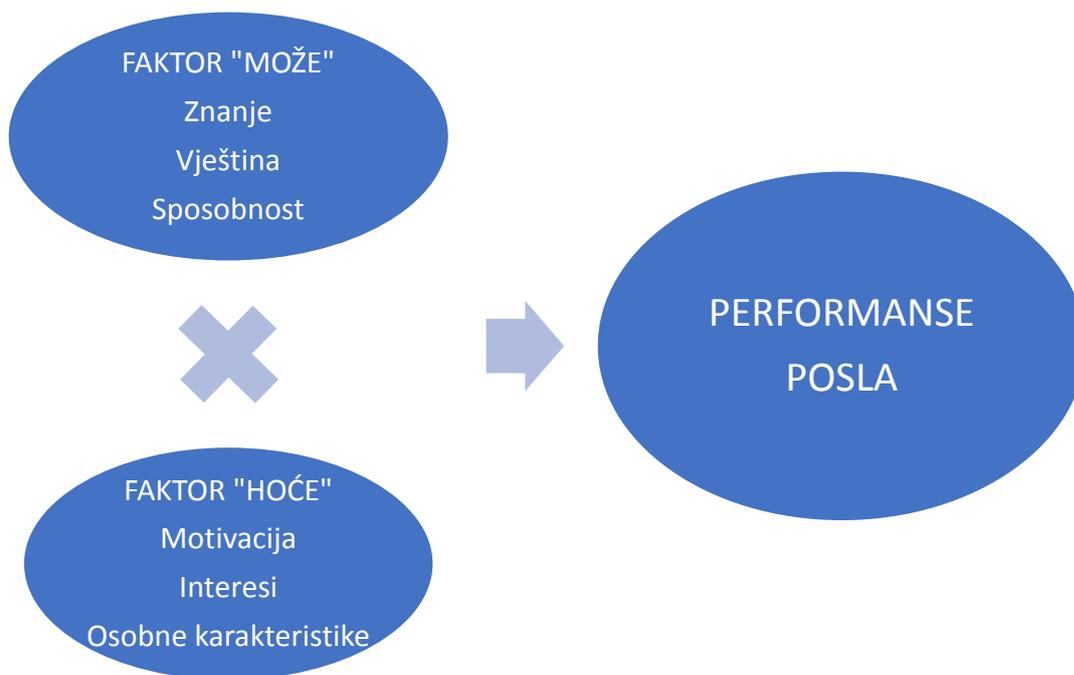 FAKTOR "MOŽE"
Znanje
Vještina
Sposobnost
FAKTOR "HOĆE"
Motivacija
Interesi
Osobne karakteristike
PERFORMANSE
POSLA